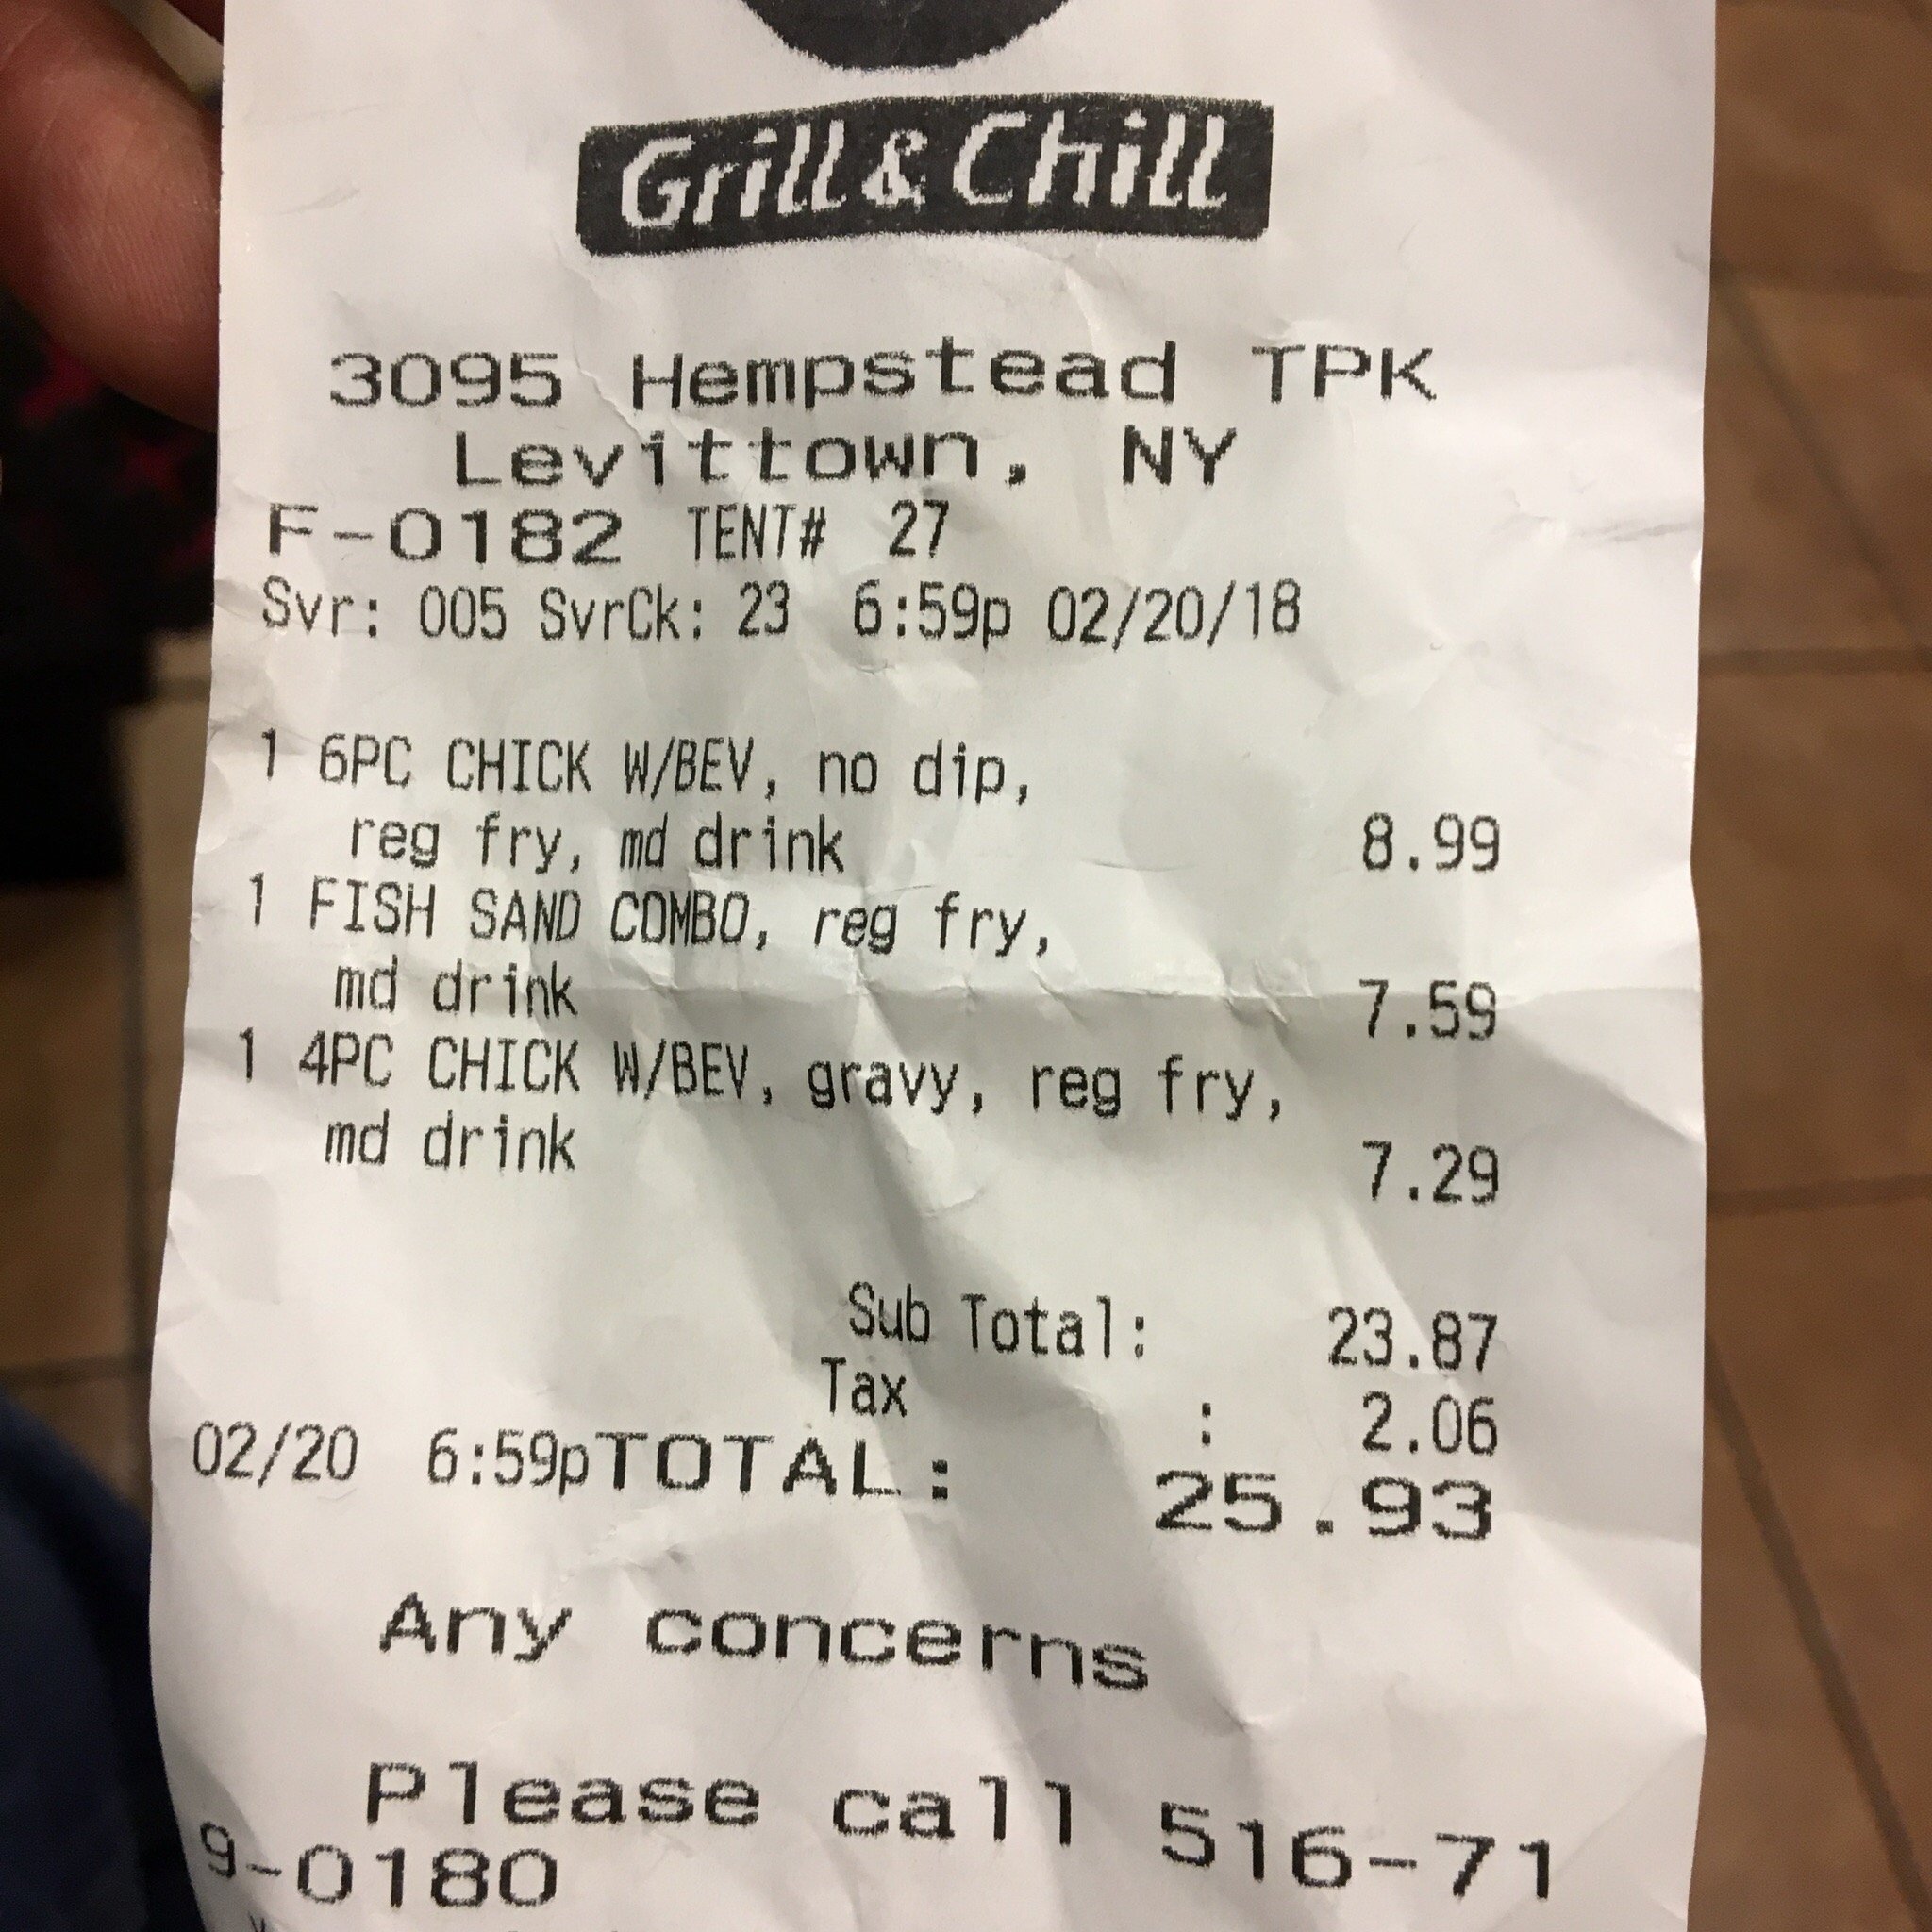 Grill & Chill
3095 Hempstead TPK
Levittown, NY
F-0182 TENT# 27
Svr: 005 SvrCk: 23 6:59p 02/20/18
1 6PC CHICK W/BEV, no dip,
reg fry, md drink 8.99
1 FISH SAND COMBO, reg fry,
md drink 7.59
1 4PC CHICK W/BEV, gravy, reg fry,
md drink 7.29
Sub Total: 23.87
Tax : 2.06
02/20 6:59pTOTAL: 25.93
Any concerns
Please call 516-71
9-0180